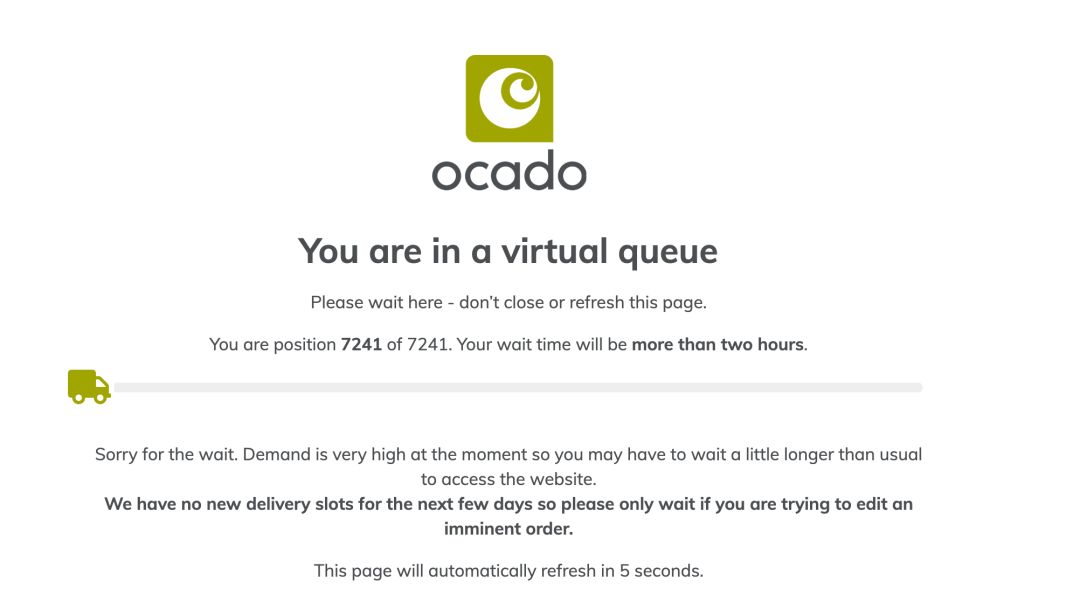 ocado
You are in a virtual queue
Please wait here - don't close or refresh this page.
You are position 7241 of 7241. Your wait time will be more than two hours.
Sorry for the wait. Demand is very high at the moment so you may have to wait a little longer than usual
to access the website.
We have no new delivery slots for the next few days so please only wait if you are trying to edit an
imminent order.
This page will automatically refresh in 5 seconds.